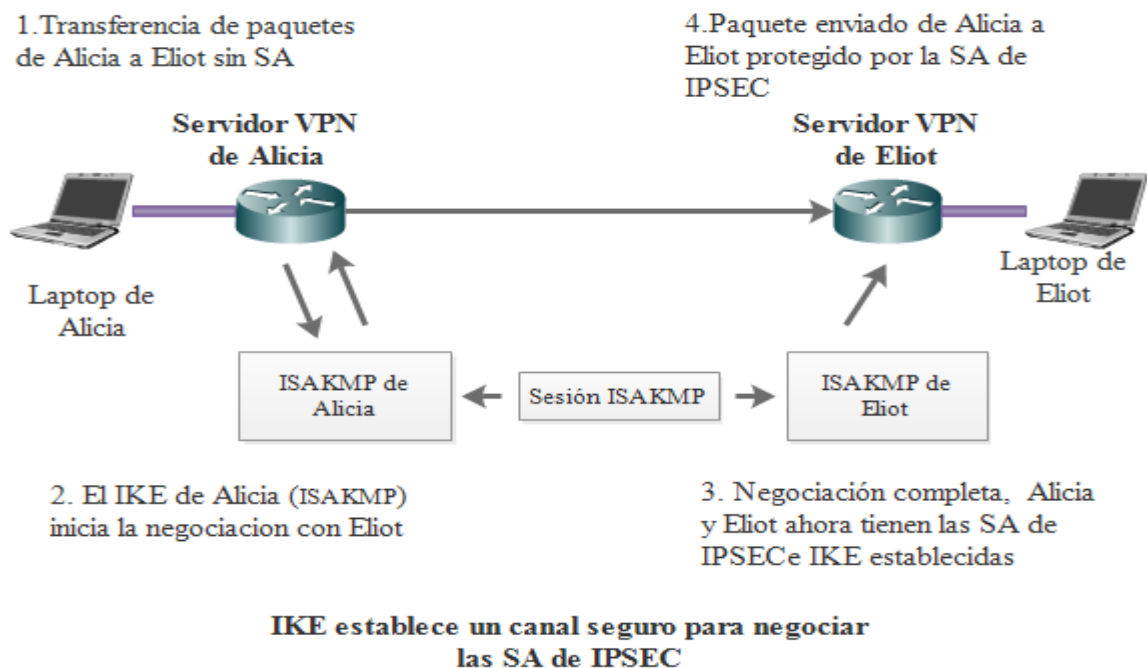 1.Transferencia de paquetes
de Alicia a Eliot sin SA
4.Paquete enviado de Alicia a
Eliot protegido por la SA de
IPSEC
Servidor VPN
de Alicia
Servidor VPN
de Eliot
Laptop de
Alicia
Laptop de
Eliot
ISAKMP de
Alicia
Sesión ISAKMP
ISAKMP de
Eliot
2. El IKE de Alicia (ISAKMP)
inicia la negociacion con Eliot
3. Negociación completa, Alicia
y Eliot ahora tienen las SA de
IPSECe IKE establecidas
IKE establece un canal seguro para negociar
las SA de IPSEC